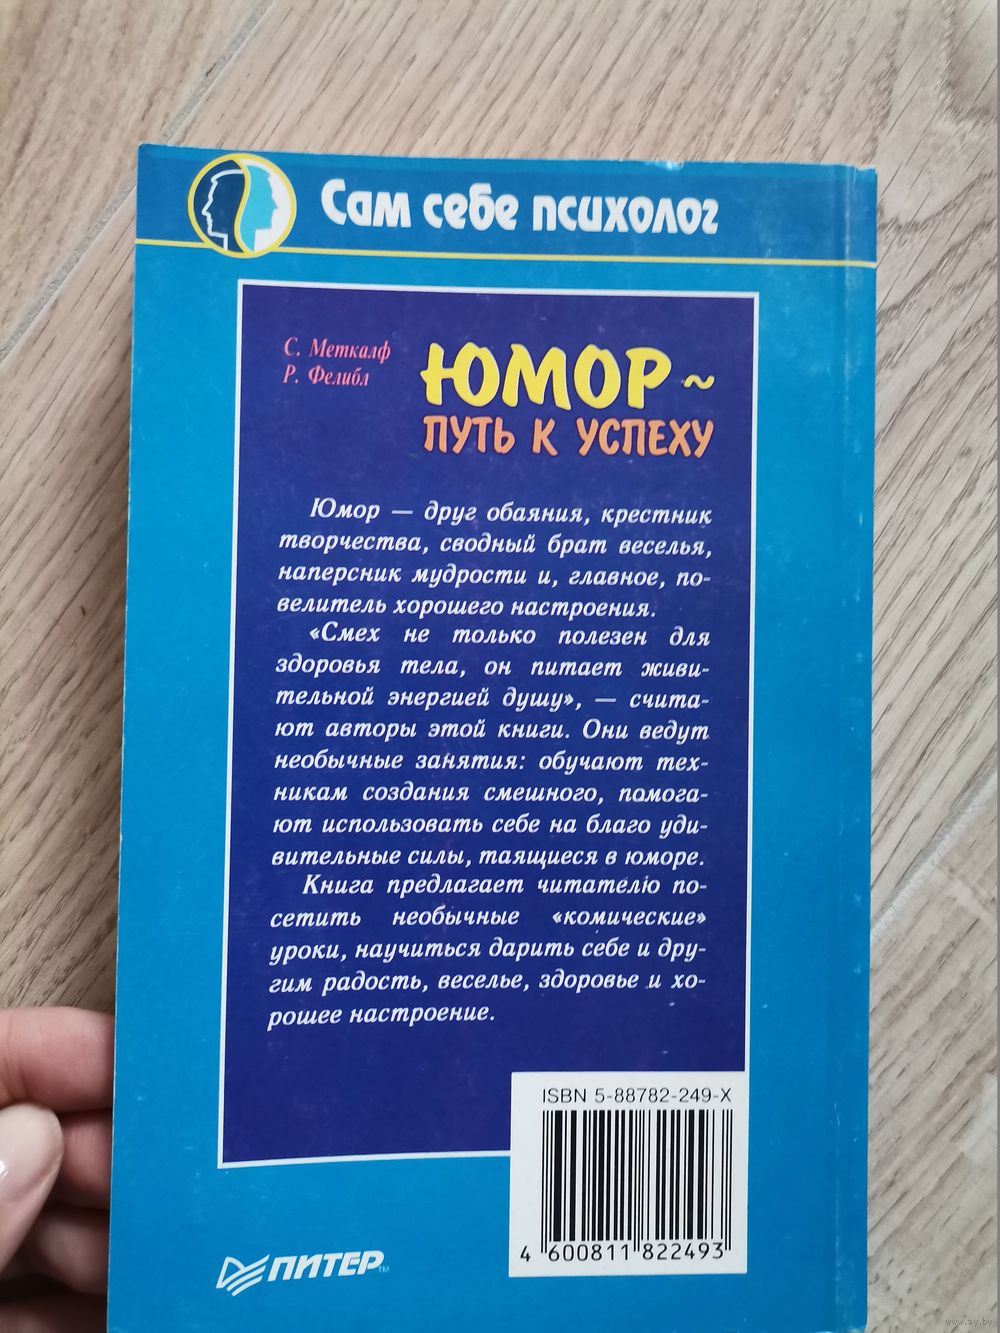 Сам себе психолог
С. Меткалф
Р. Фелибл
ЮМОР ~
ПУТЬ К УСПЕХУ
Юмор — друг обаяния, крестник
творчества, сводный брат веселья,
наперсник мудрости и, главное, по-
велитель хорошего настроения.
«Смех не только полезен для
здоровья тела, он питает живи-
тельной энергией душу», — счита-
ют авторы этой книги. Они ведут
необычные занятия: обучают тех-
никам создания смешного, помога-
ют использовать себе на благо уди-
вительные силы, таящиеся в юморе.
Книга предлагает читателю по-
сетить необычные «комические»
уроки, научиться дарить себе и дру-
гим радость, веселье, здоровье и хо-
рошее настроение.
ISBN 5-88782-249-X
4 600811 822493
ПИТЕР™
www.ay.by